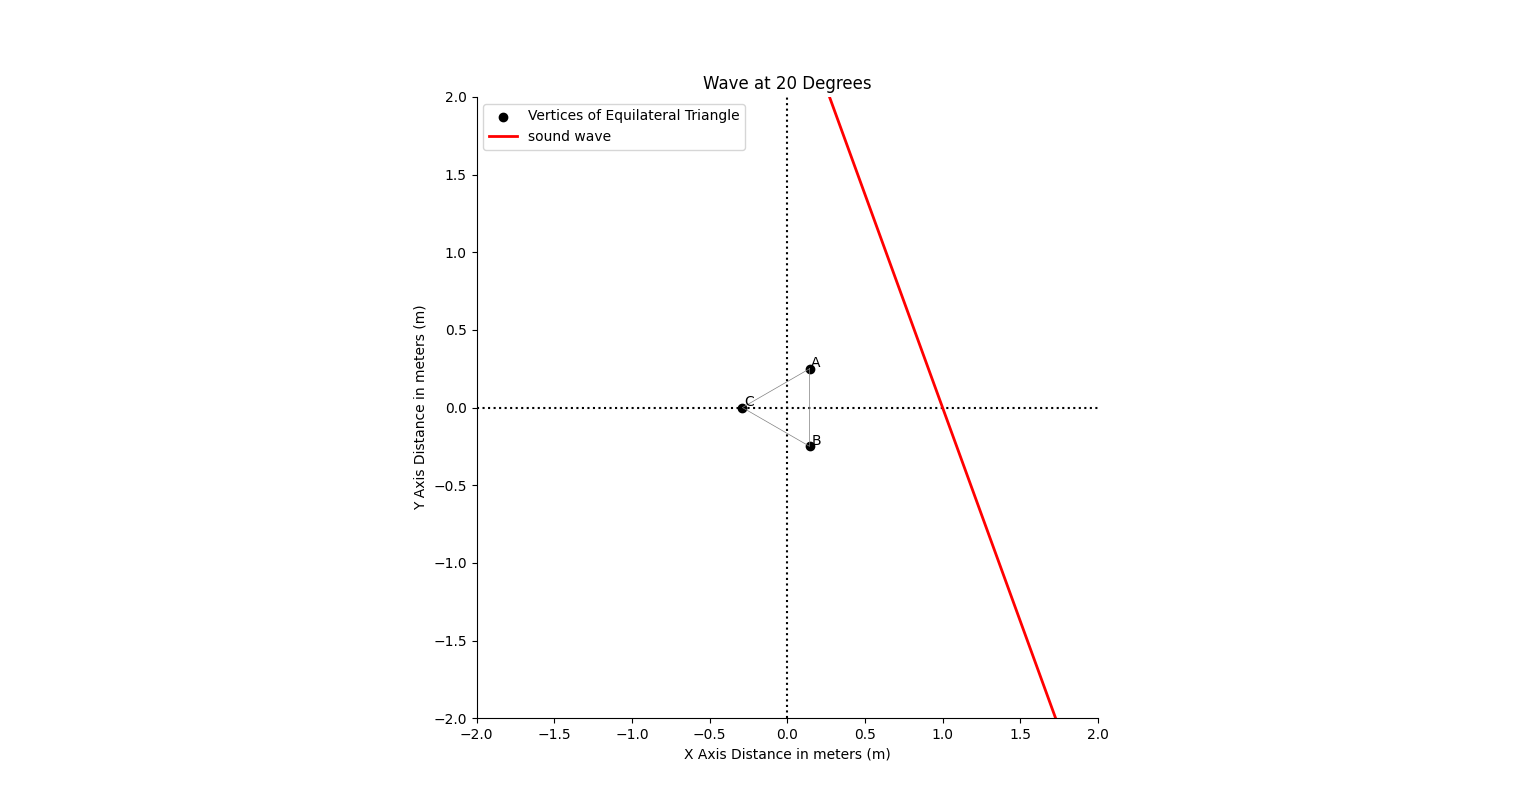 Wave at 20 Degrees
Vertices of Equilateral Triangle
sound wave
2.0
1.5
1.0
0.5
0.0
−0.5
−1.0
−1.5
−2.0
Y Axis Distance in meters (m)
A
C
B
−2.0 −1.5 −1.0 −0.5 0.0 0.5 1.0 1.5 2.0
X Axis Distance in meters (m)